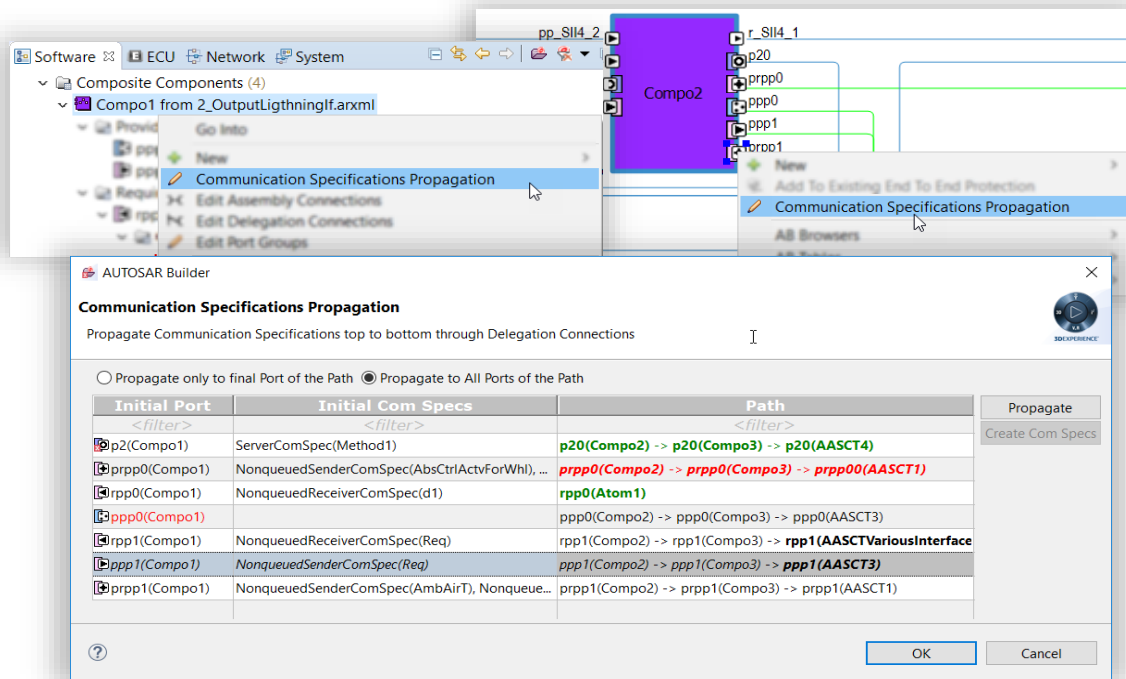 pp_SII4_2
r_SII4_1
p20
prpp0
ppp0
ppp1
prpp1
Compo2
Software ECU Network System
Composite Components (4)
Compo1 from 2_OutputLigthningIf.arxml
Provid
ppp
ppp
Requi
rpp
Go Into
New
Communication Specifications Propagation
Edit Assembly Connections
Edit Delegation Connections
Edit Port Groups
New
Add To Existing End To End Protection
Communication Specifications Propagation
AB Browsers
AB Tables
AUTOSAR Builder
Communication Specifications Propagation
Propagate Communication Specifications top to bottom through Delegation Connections
3DEXPERIENCE
Propagate only to final Port of the Path Propagate to All Ports of the Path
Initial Port Initial Com Specs Path
<filter> <filter> <filter>
p2(Compo1) ServerComSpec(Method1) p20(Compo2) -> p20(Compo3) -> p20(AASCT4)
prpp0(Compo1) NonqueuedSenderComSpec(AbsCtrlActvForWhl), ... prpp0(Compo2) -> prpp0(Compo3) -> prpp00(AASCT1)
rpp0(Compo1) NonqueuedReceiverComSpec(d1) rpp0(Atom1)
ppp0(Compo1) ppp0(Compo2) -> ppp0(Compo3) -> ppp0(AASCT3)
rpp1(Compo1) NonqueuedReceiverComSpec(Req) rpp1(Compo2) -> rpp1(Compo3) -> rpp1(AASCTVariousInterface
ppp1(Compo1) NonqueuedSenderComSpec(Req) ppp1(Compo2) -> ppp1(Compo3) -> ppp1(AASCT3)
prpp1(Compo1) NonqueuedSenderComSpec(AmbAirT), Nonqueue... prpp1(Compo2) -> prpp1(Compo3) -> prpp1(AASCT1)
Propagate
Create Com Specs
OK
Cancel